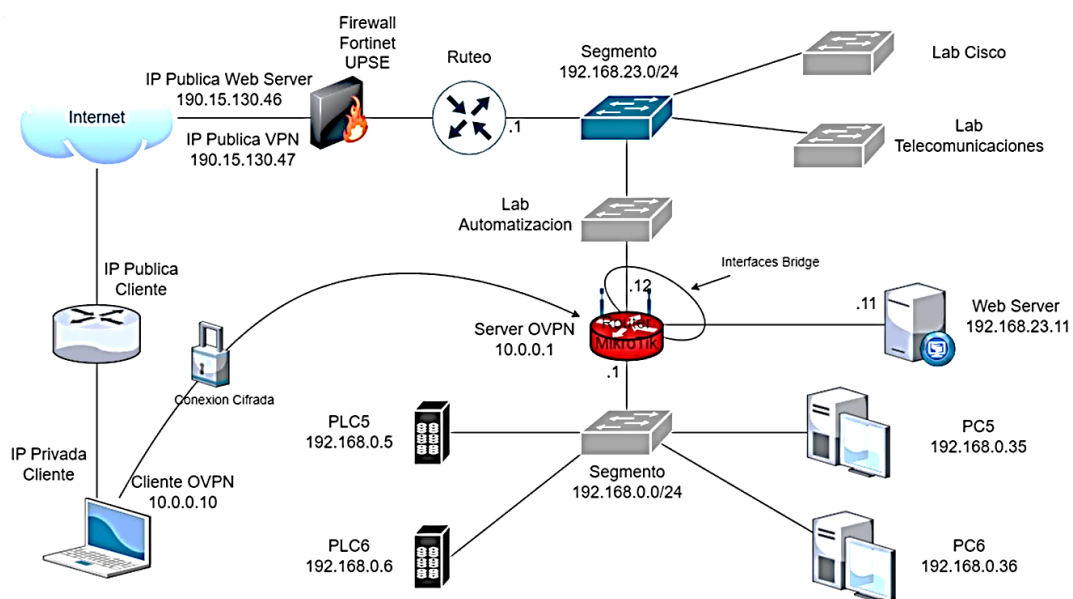 Firewall
Fortinet
UPSE
Ruteo
Segmento
192.168.23.0/24
Lab Cisco
IP Publica Web Server
190.15.130.46
Internet
IP Publica VPN
190.15.130.47
.1
Lab
Telecomunicaciones
Lab
Automatizacion
Interfaces Bridge
IP Publica
Cliente
.12
.11
Web Server
192.168.23.11
Server OVPN
10.0.0.1
Router
MikroTik
.1
Conexion Cifrada
PLC5
192.168.0.5
PC5
192.168.0.35
IP Privada
Cliente
Cliente OVPN
10.0.0.10
Segmento
192.168.0.0/24
PLC6
192.168.0.6
PC6
192.168.0.36